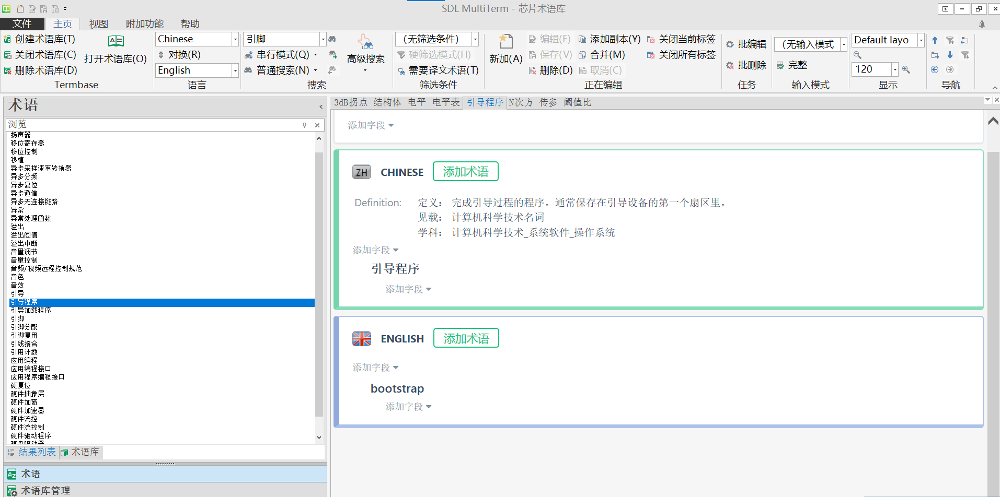 SDL MultiTerm - 芯片术语库
文件 主页 视图 附加功能 帮助
创建术语库(T)
关闭术语库(C)
删除术语库(D)
打开术语库(O)
Termbase
Chinese
对换(R)
English
语言
引脚
串行模式(Q)
普通搜索(N)
高级搜索
搜索
(无筛选条件)
硬筛选模式(H)
需要译文术语(T)
筛选条件
新加(A)
编辑(E)
保存(V)
删除(D)
添加副本(Y)
合并(M)
取消(C)
关闭当前标签
关闭所有标签
正在编辑
批编辑
批删除
任务
(无输入模式
完整
输入模式
Default layo
120
显示
导航
术语
浏览
扬声器
移位寄存器
移位控制
移植
异步采样速率转换器
异步分频
异步复位
异步通信
异步无连接链路
异常
异常处理函数
溢出
溢出阈值
溢出中断
音量调节
音量控制
音频/视频远程控制规范
音色
音效
引导
引导程序
引导加载程序
引脚
引脚分配
引脚复用
引线接合
引用计数
应用编程
应用编程接口
应用程序编程接口
硬复位
硬件抽象层
硬件加窗
硬件加速器
硬件流控
硬件流控制
硬件驱动程序
硬盘驱动器
结果列表 术语库
术语
术语库管理
3dB拐点 结构体 电平 电平表 引导程序 N次方 传参 阈值比
添加字段
ZH CHINESE 添加术语
Definition: 定义： 完成引导过程的程序。通常保存在引导设备的第一个扇区里。
见载： 计算机科学技术名词
学科： 计算机科学技术_系统软件_操作系统
添加字段
引导程序
添加字段
ENGLISH 添加术语
添加字段
bootstrap
添加字段